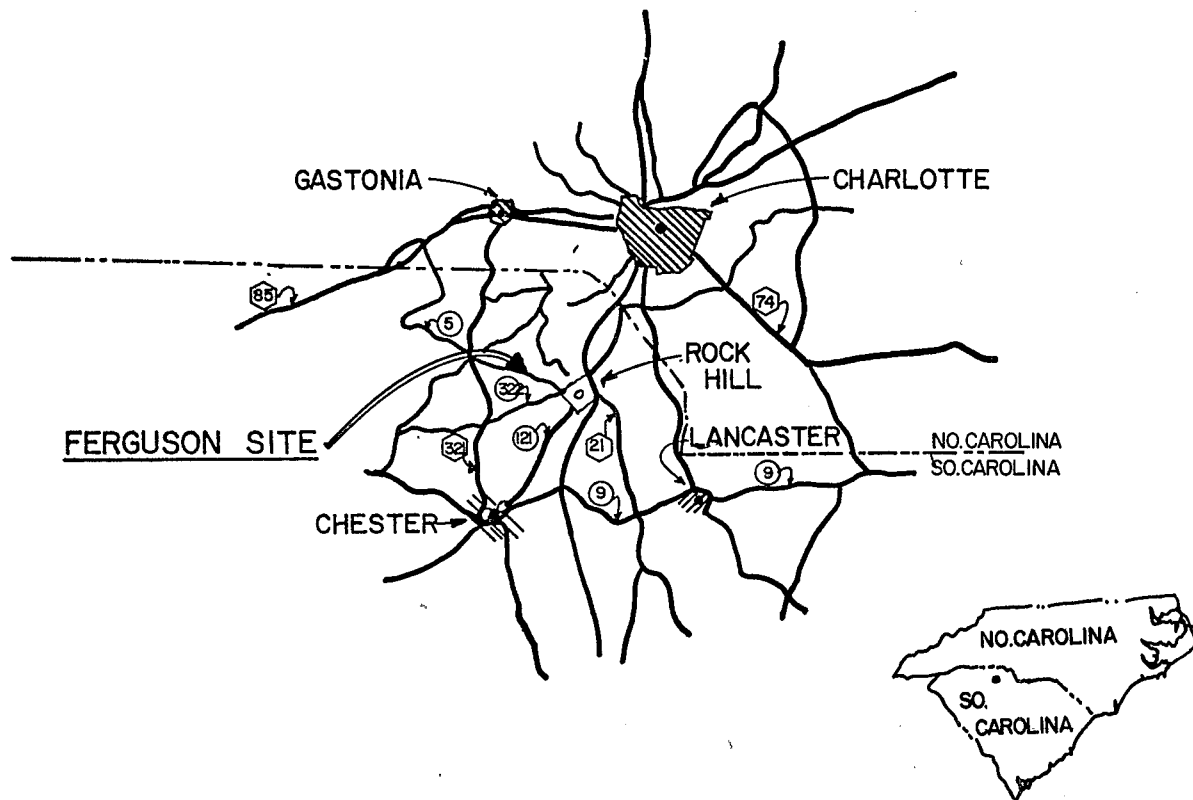 GASTONIA
CHARLOTTE
85
5
74
ROCK
HILL
322
FERGUSON SITE
321
121
21
LANCASTER
NO. CAROLINA
SO. CAROLINA
9
9
CHESTER
NO. CAROLINA
SO.
CAROLINA